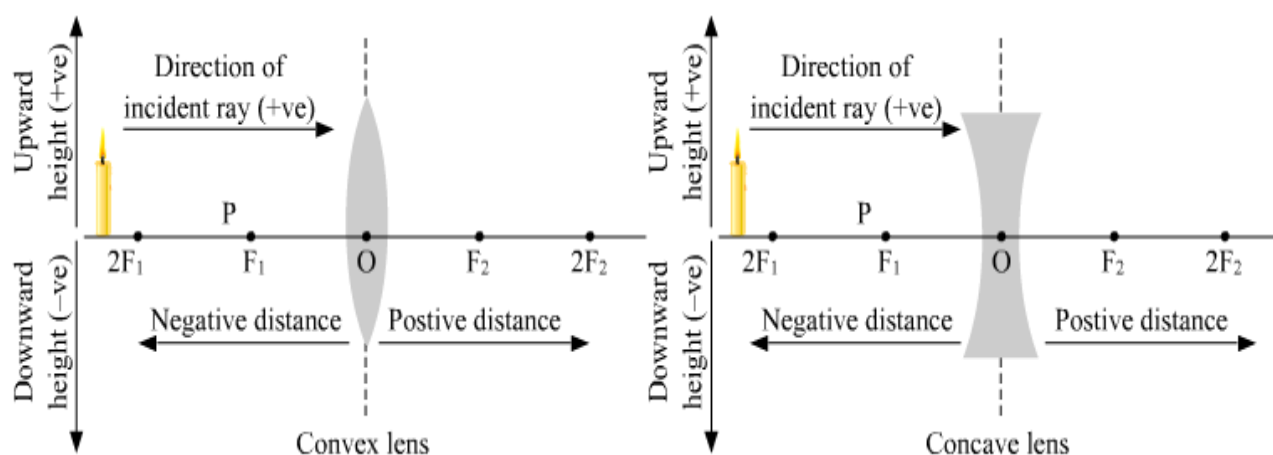 Upward
height (+ve)
Downward
height (–ve)
Direction of
incident ray (+ve)
P
2F₁
F₁
O
F₂
2F₂
Negative distance
Postive distance
Convex lens
Upward
height (+ve)
Downward
height (–ve)
Direction of
incident ray (+ve)
P
2F₁
F₁
O
F₂
2F₂
Negative distance
Postive distance
Concave lens